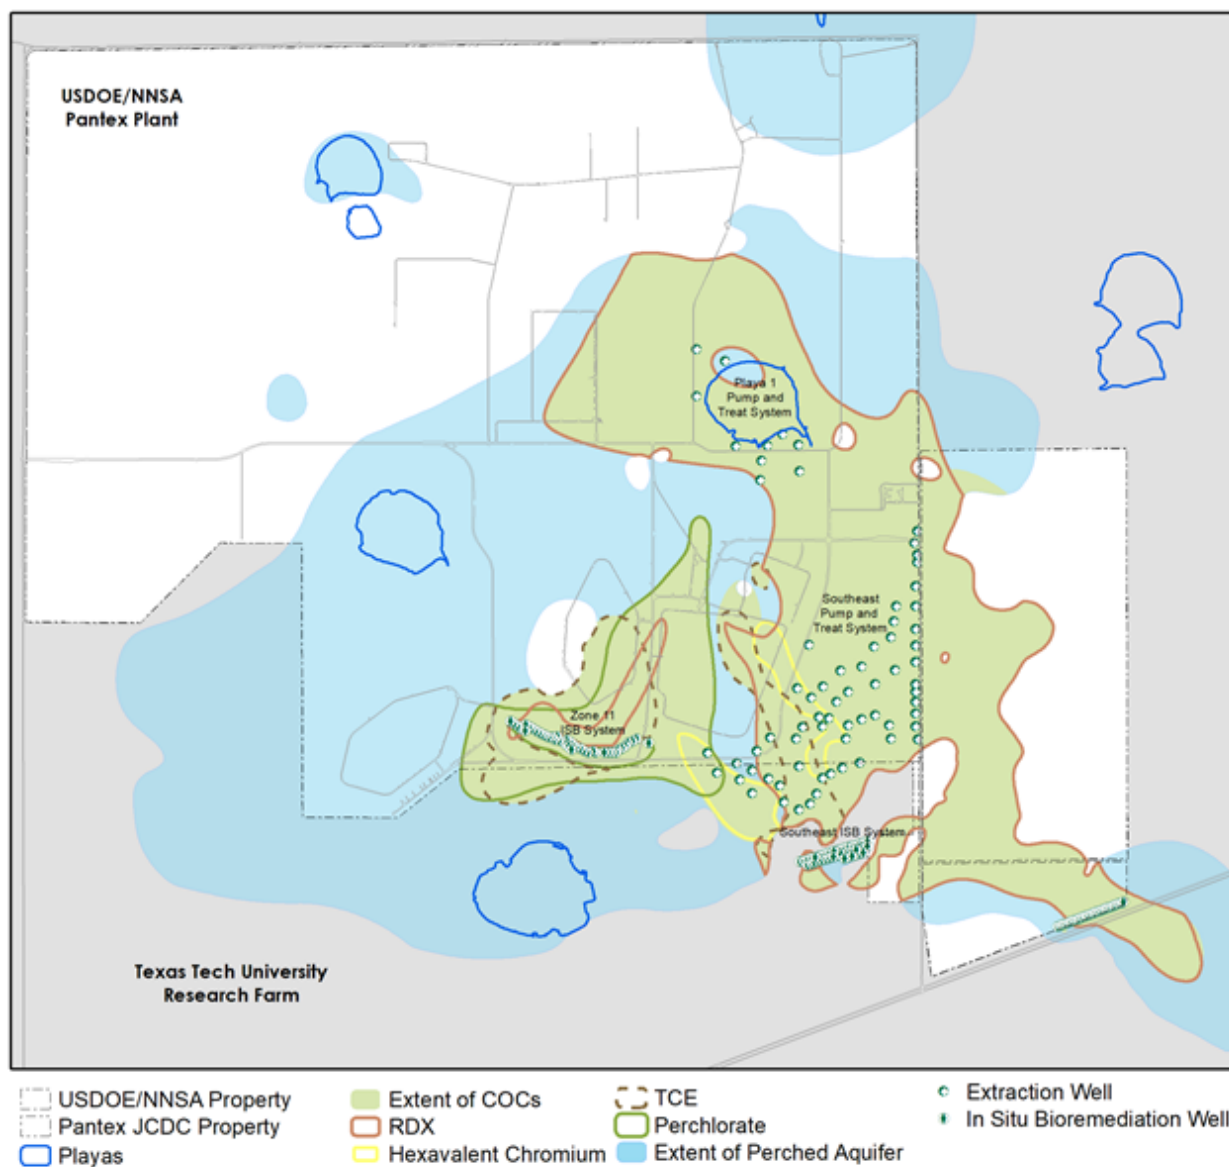 USDOE/NNSA
Pantex Plant
Playa 1
Pump and
Treat System
Southeast
Pump and
Treat System
Zone 11
ISB System
Southeast ISB System
Texas Tech University
Research Farm
USDOE/NNSA Property
Pantex JCDC Property
Playas
Extent of COCs
RDX
Hexavalent Chromium
TCE
Perchlorate
Extent of Perched Aquifer
Extraction Well
In Situ Bioremediation Well